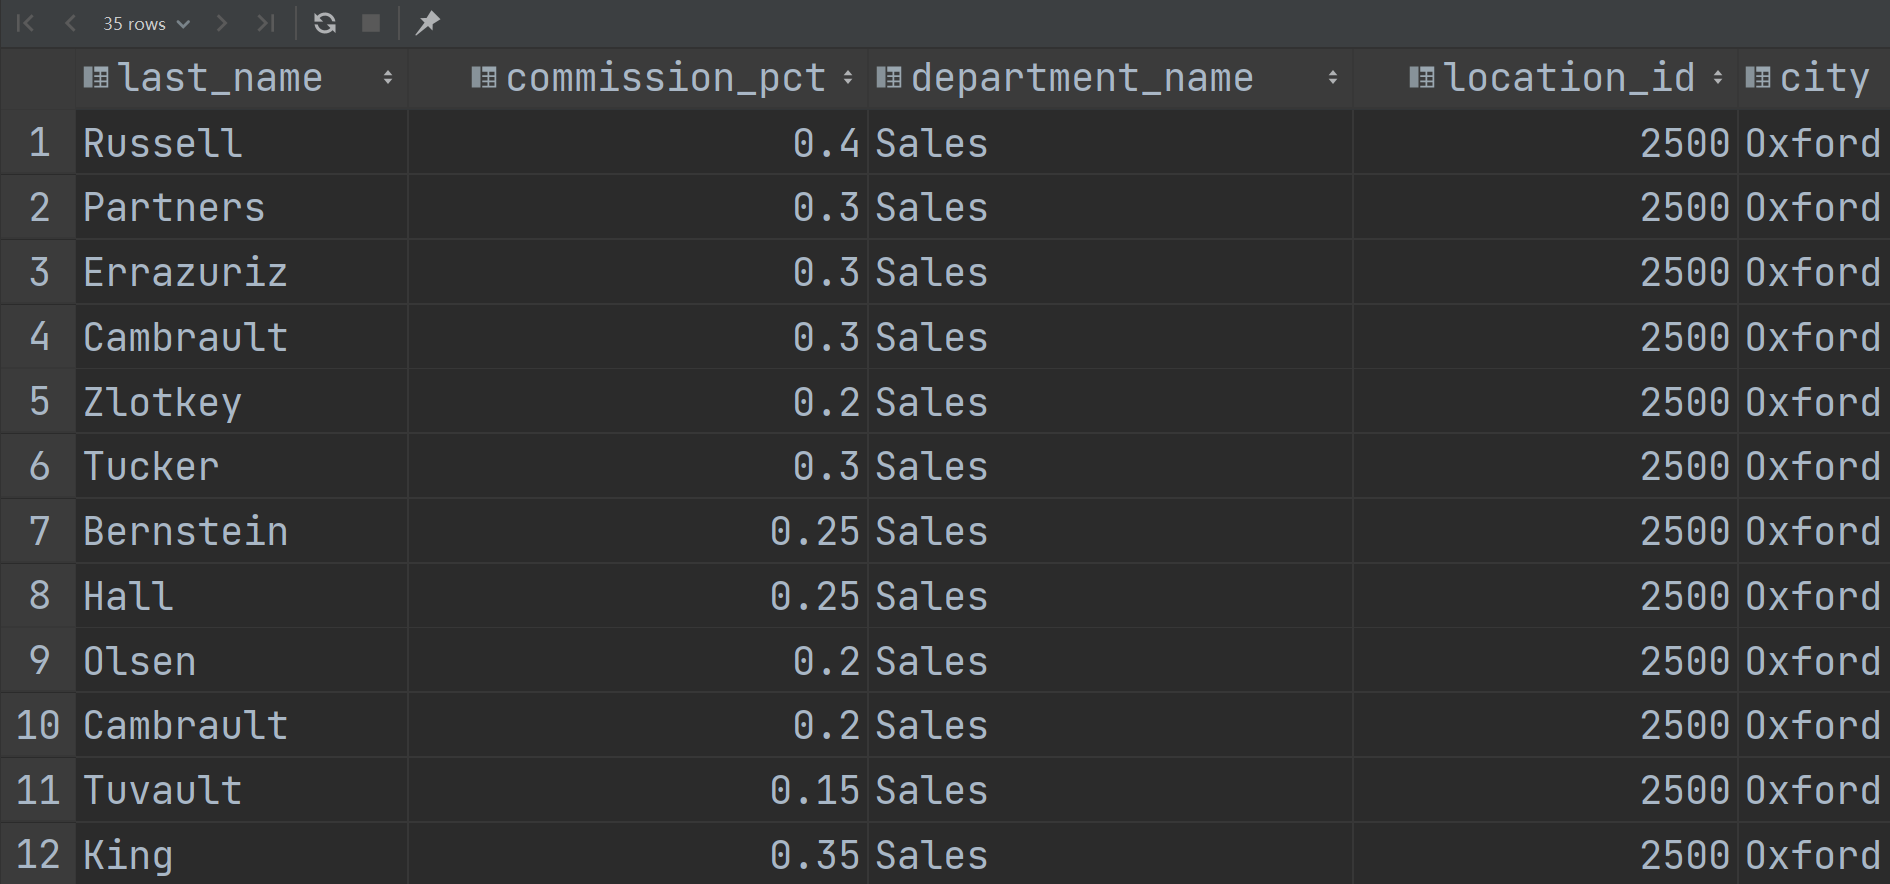 35 rows
last_name commission_pct department_name location_id city
1 Russell 0.4 Sales 2500 Oxford
2 Partners 0.3 Sales 2500 Oxford
3 Errazuriz 0.3 Sales 2500 Oxford
4 Cambrault 0.3 Sales 2500 Oxford
5 Zlotkey 0.2 Sales 2500 Oxford
6 Tucker 0.3 Sales 2500 Oxford
7 Bernstein 0.25 Sales 2500 Oxford
8 Hall 0.25 Sales 2500 Oxford
9 Olsen 0.2 Sales 2500 Oxford
10 Cambrault 0.2 Sales 2500 Oxford
11 Tuvault 0.15 Sales 2500 Oxford
12 King 0.35 Sales 2500 Oxford